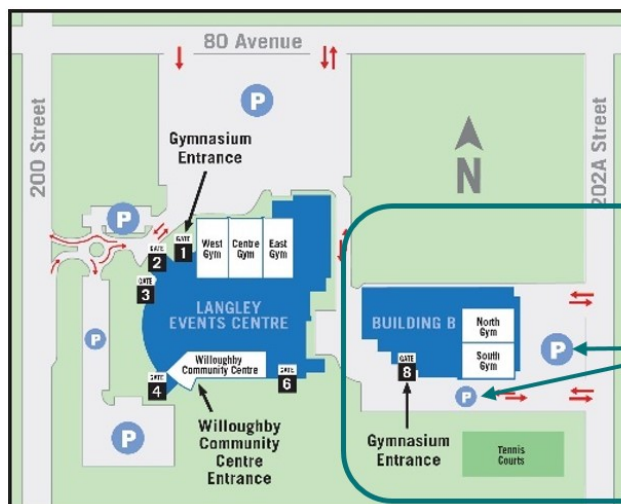 80 Avenue
200 Street
202A Street
P
Gymnasium
Entrance
N
P
GATE
1
GATE
2
GATE
3
West
Gym
Centre
Gym
East
Gym
LANGLEY
EVENTS CENTRE
BUILDING B
North
Gym
South
Gym
P
P
Willoughby
Community Centre
GATE
4
GATE
6
GATE
8
P
P
Willoughby
Community
Centre
Entrance
Gymnasium
Entrance
Tennis
Courts